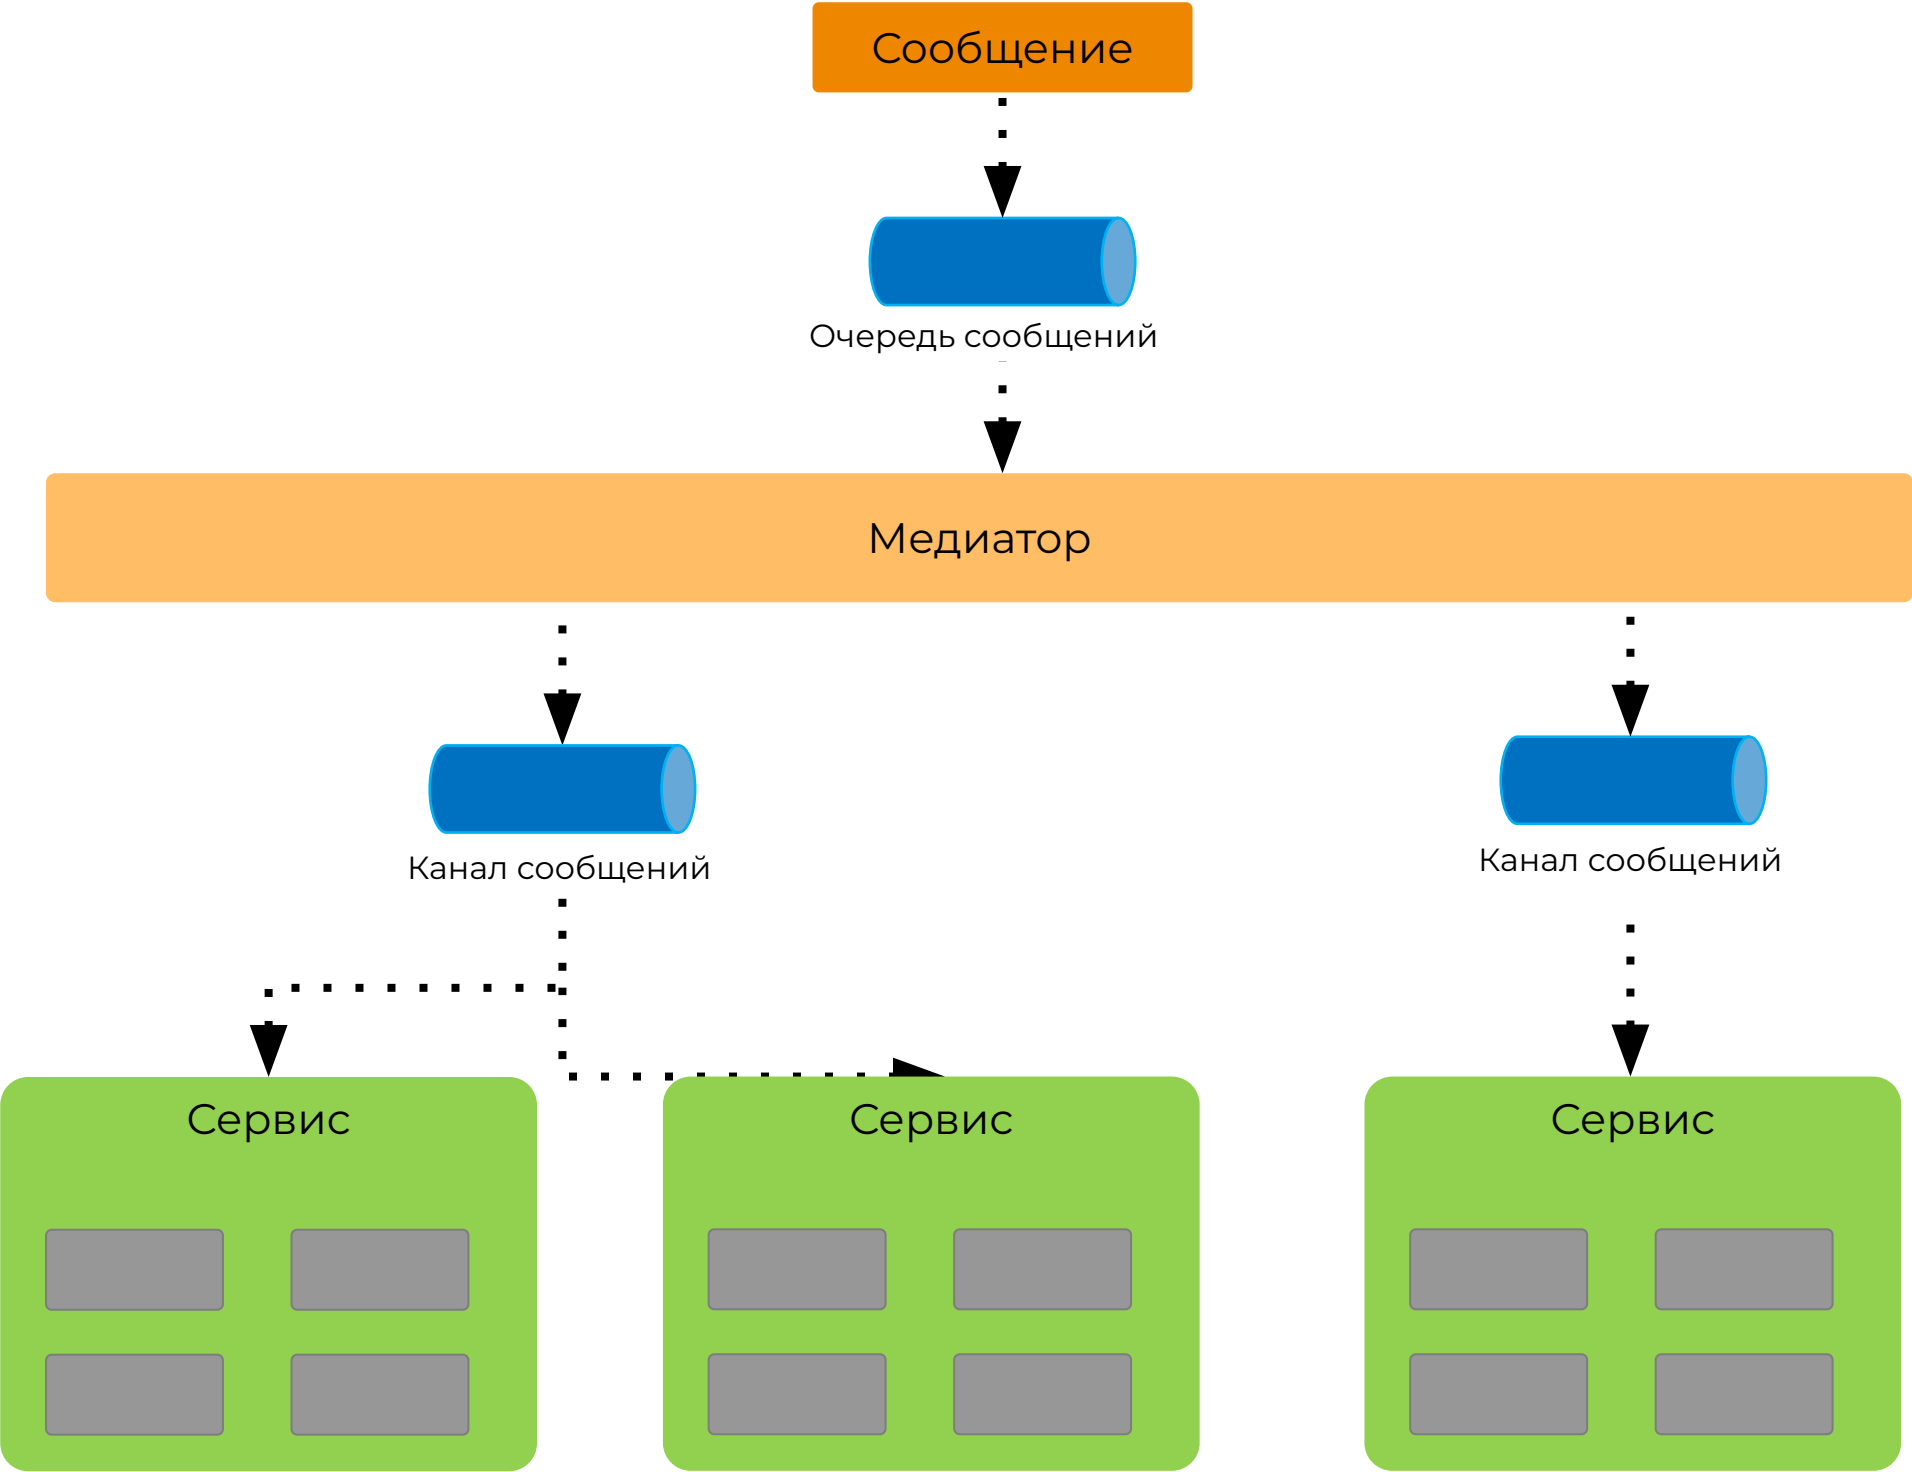 Сообщение
Очередь сообщений
Медиатор
Канал сообщений
Канал сообщений
Сервис
Сервис
Сервис